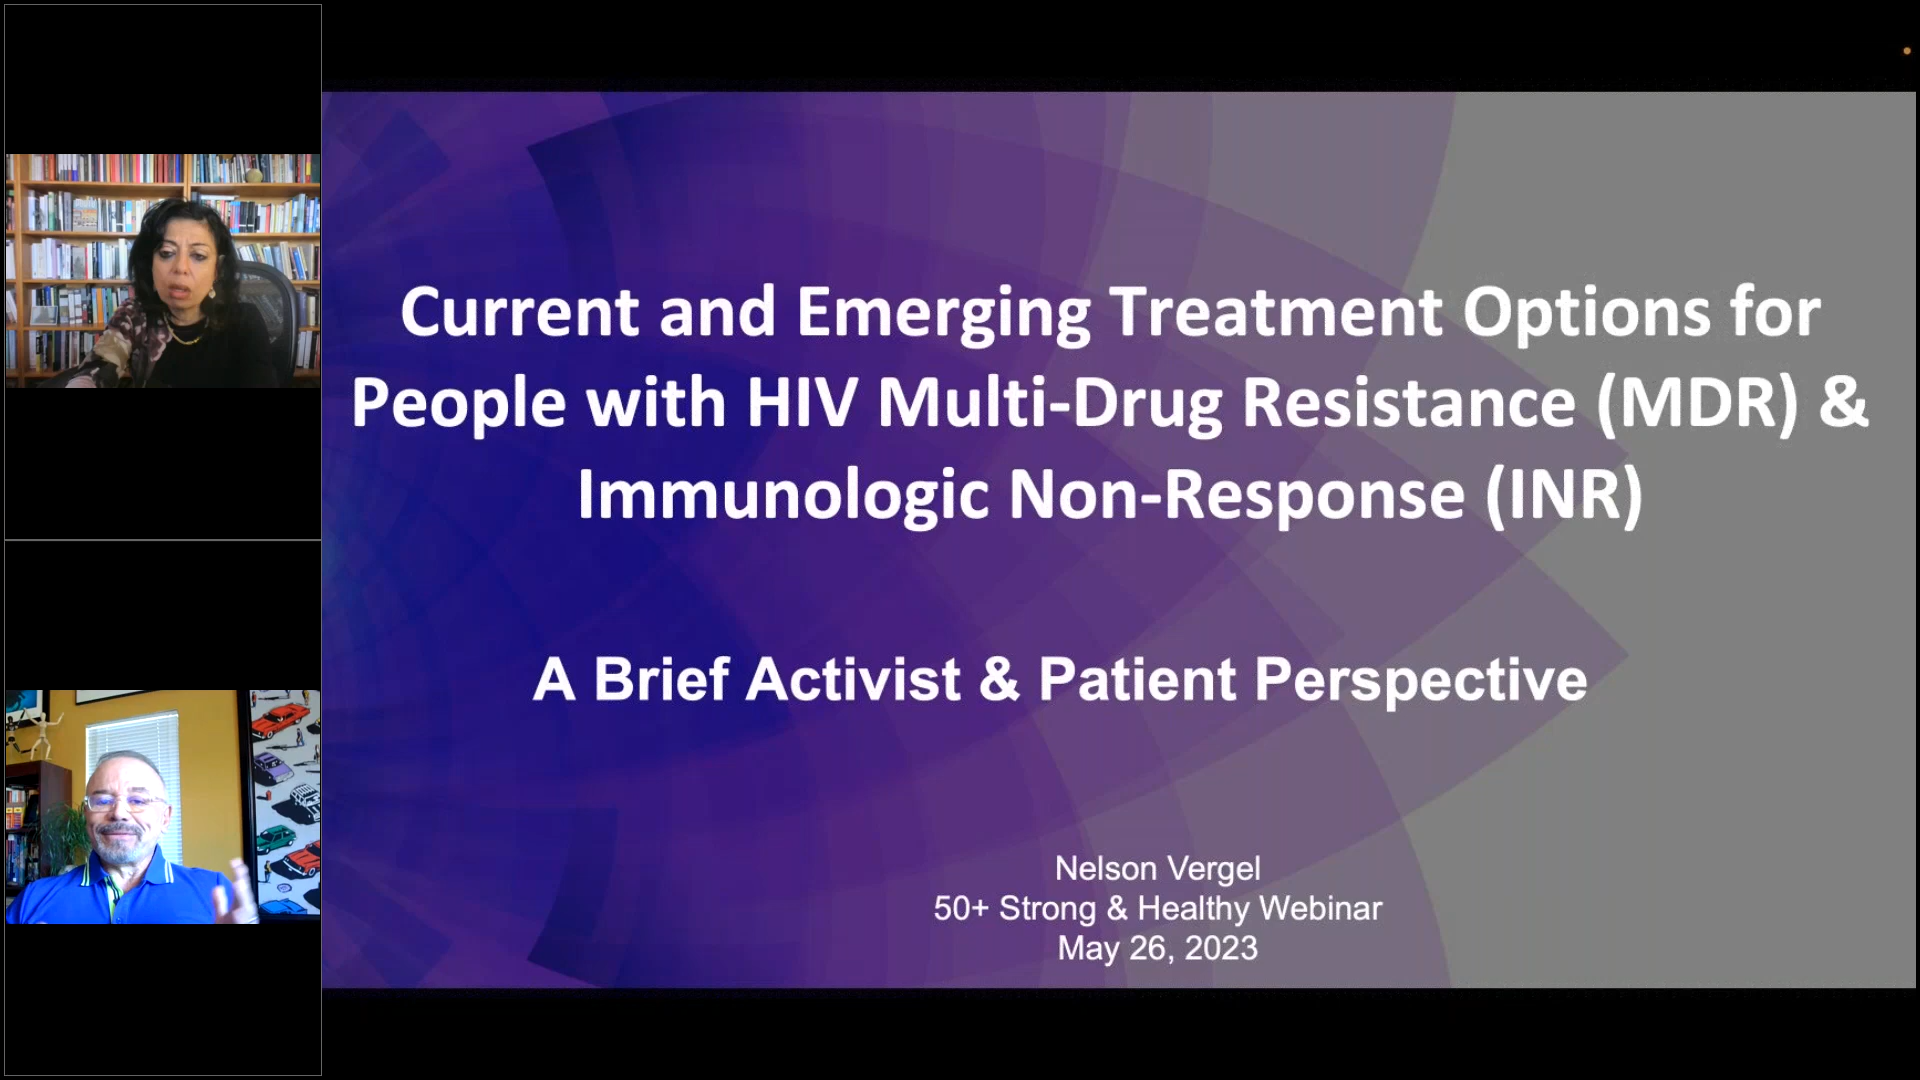 Current and Emerging Treatment Options for
People with HIV Multi-Drug Resistance (MDR) &
Immunologic Non-Response (INR)
A Brief Activist & Patient Perspective
Nelson Vergel
50+ Strong & Healthy Webinar
May 26, 2023